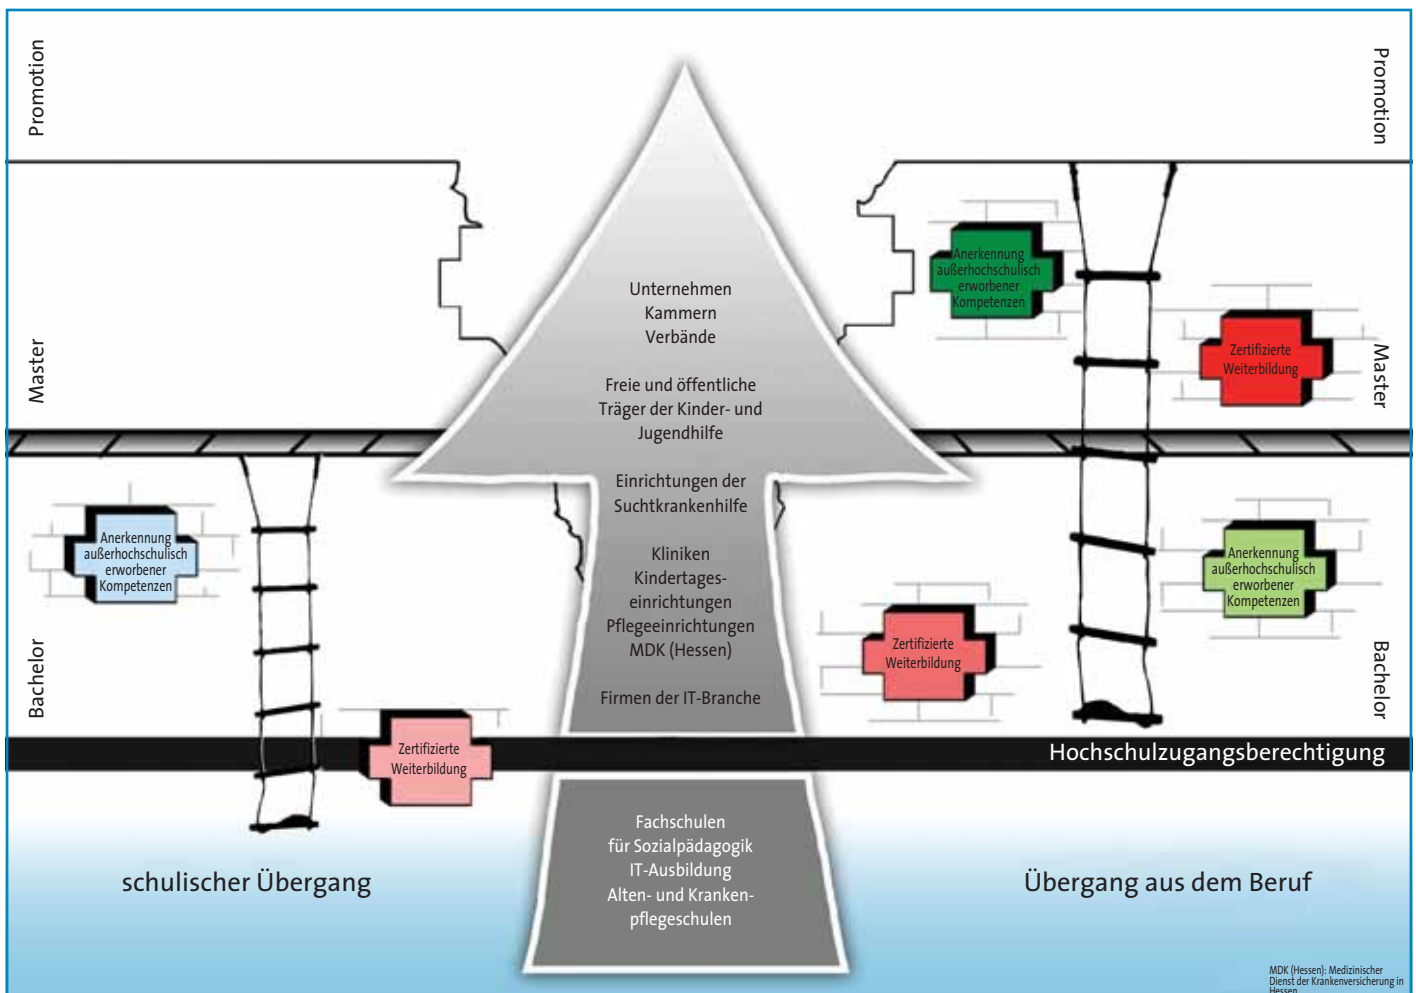 Promotion
Promotion
Master
Master
Bachelor
Bachelor
Unternehmen
Kammern
Verbände
Freie und öffentliche
Träger der Kinder- und
Jugendhilfe
Einrichtungen der
Suchtkrankenhilfe
Kliniken
Kindertages-
einrichtungen
Pflegeeinrichtungen
MDK (Hessen)
Firmen der IT-Branche
Anerkennung
außerhochschulisch
erworbener
Kompetenzen
Zertifizierte
Weiterbildung
Anerkennung
außerhochschulisch
erworbener
Kompetenzen
Anerkennung
außerhochschulisch
erworbener
Kompetenzen
Zertifizierte
Weiterbildung
Zertifizierte
Weiterbildung
Hochschulzugangsberechtigung
Fachschulen
für Sozialpädagogik
IT-Ausbildung
Alten- und Kranken-
pflegeschulen
schulischer Übergang
Übergang aus dem Beruf
MDK (Hessen): Medizinischer
Dienst der Krankenversicherung in
Hessen